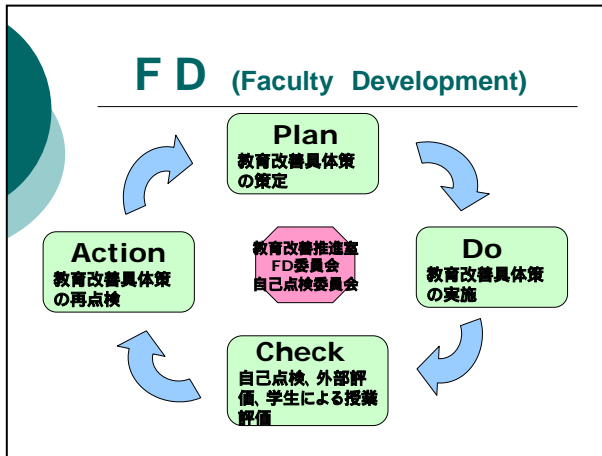 FD (Faculty Development)
Plan
教育改善具体策
の策定
Do
教育改善具体策
の実施
Check
自己点検、外部評
価、学生による授業
評価
Action
教育改善具体策
の再点検
教育改善推進室
FD委員会
自己点検委員会